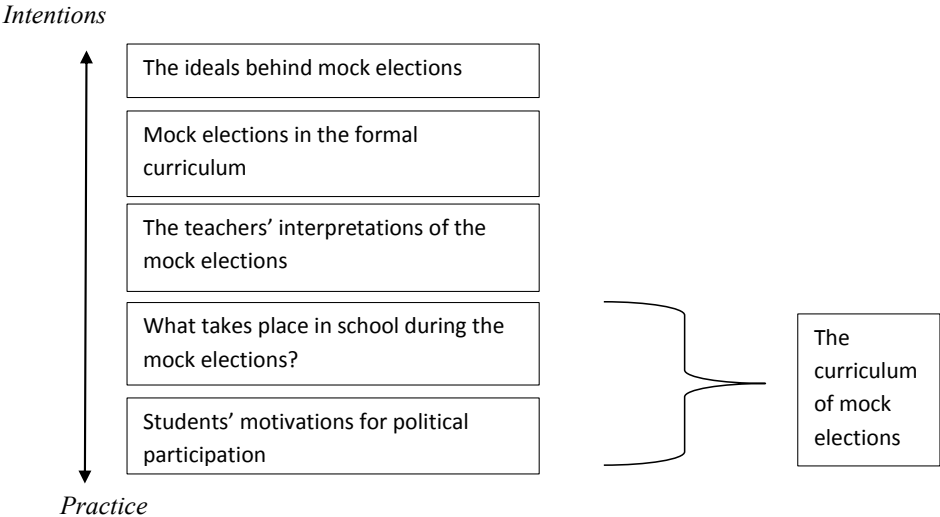 Intentions
The ideals behind mock elections
Mock elections in the formal
curriculum
The teachers’ interpretations of the
mock elections
What takes place in school during the
mock elections?
Students’ motivations for political
participation
The
curriculum
of mock
elections
Practice